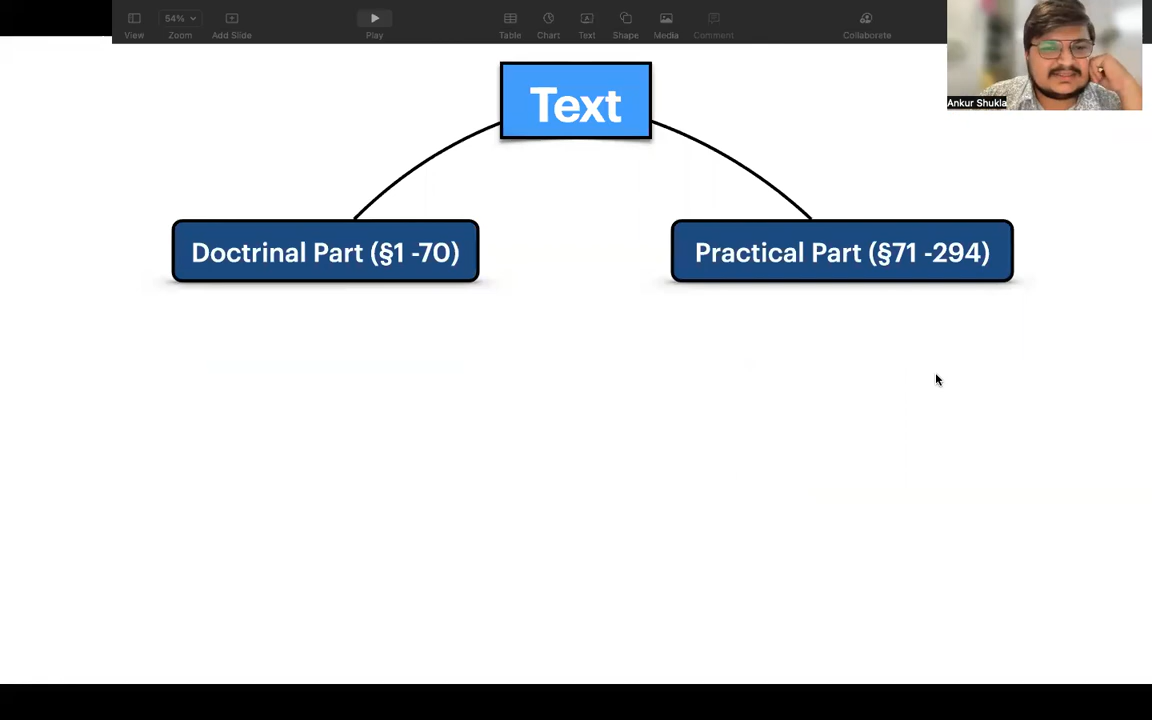 54%
View
Zoom
Add Slide
Play
Table
Chart
Text
Shape
Media
Comment
Collaborate
Ankur Shukla
Text
Doctrinal Part (§1 -70)
Practical Part (§71 -294)